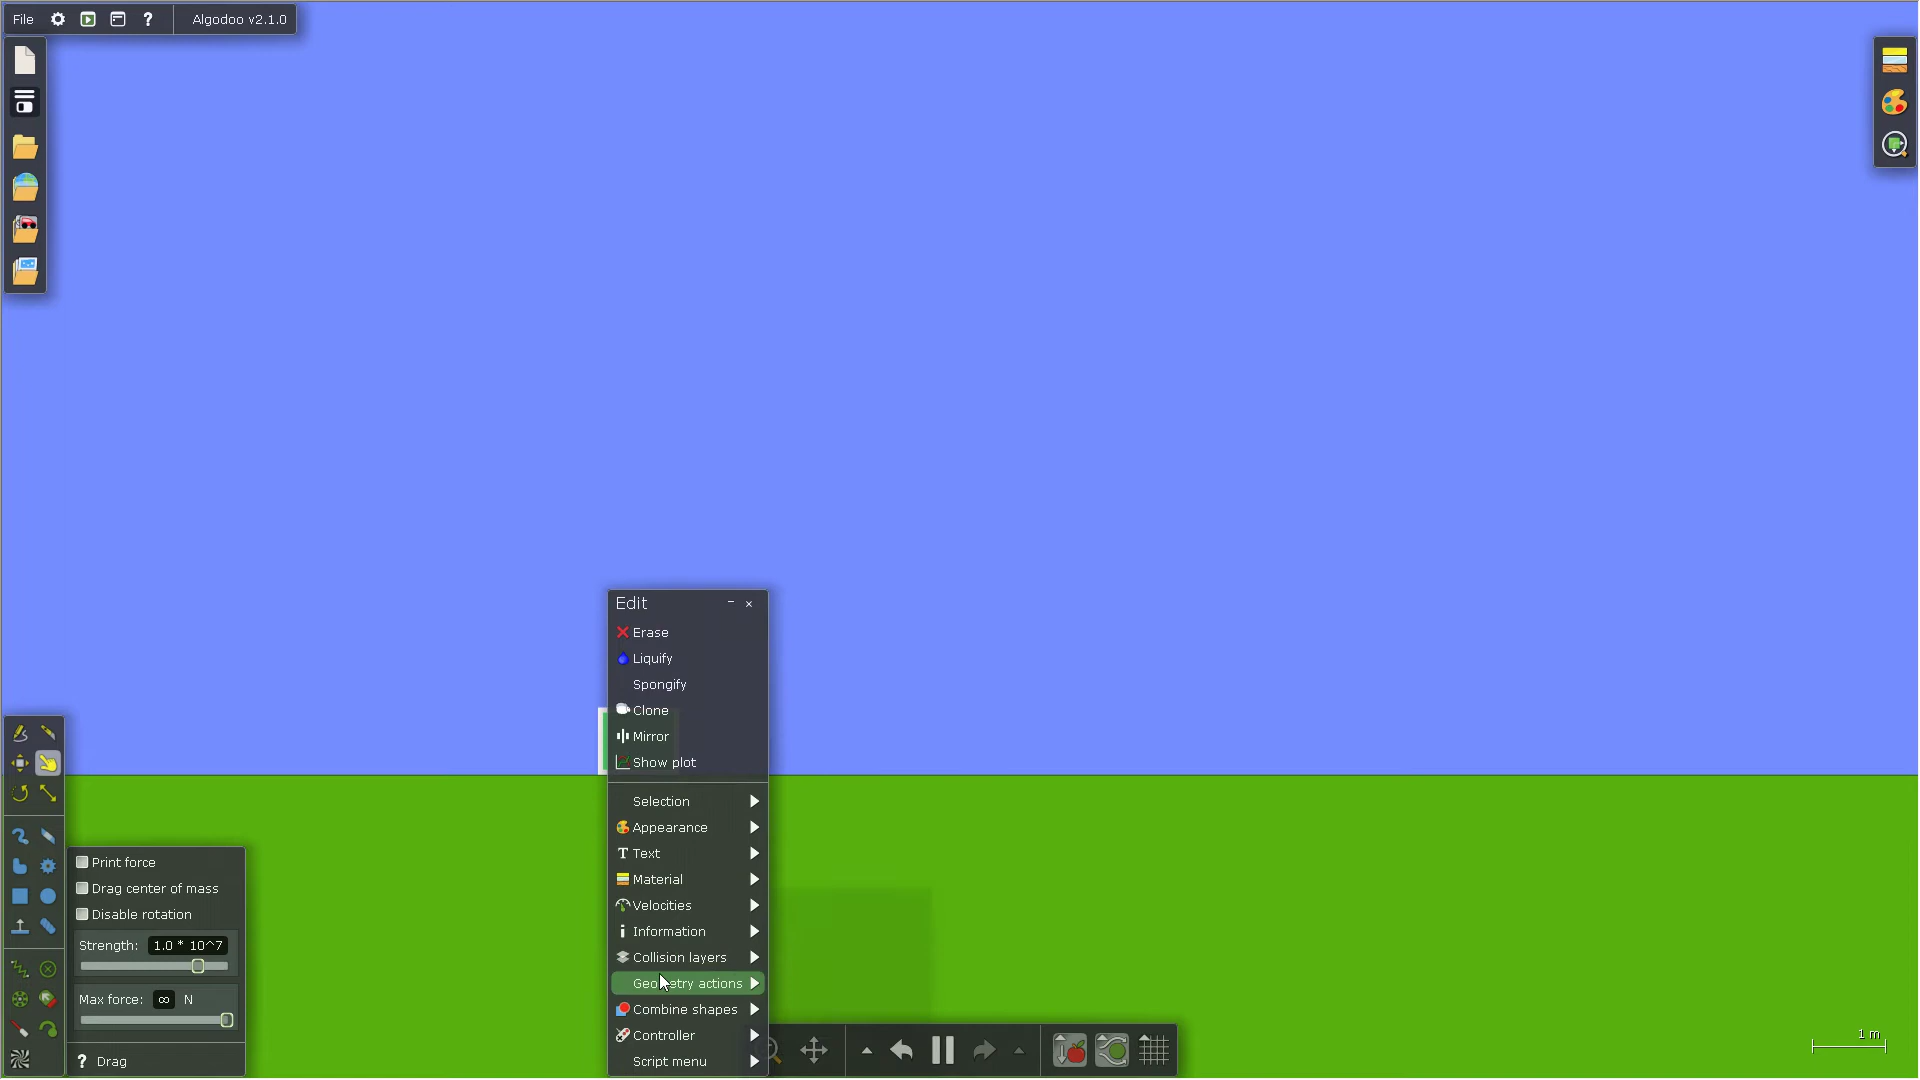 File ? Algodoo v2.1.0
Edit - ×
Erase
Liquify
Spongify
Clone
Mirror
Show plot
Selection
Appearance
T Text
Material
Velocities
i Information
Collision layers
Geometry actions
Combine shapes
Controller
Script menu
Print force
Drag center of mass
Disable rotation
Strength: 1.0 * 10^7
Max force: ∞ N
? Drag
1 m